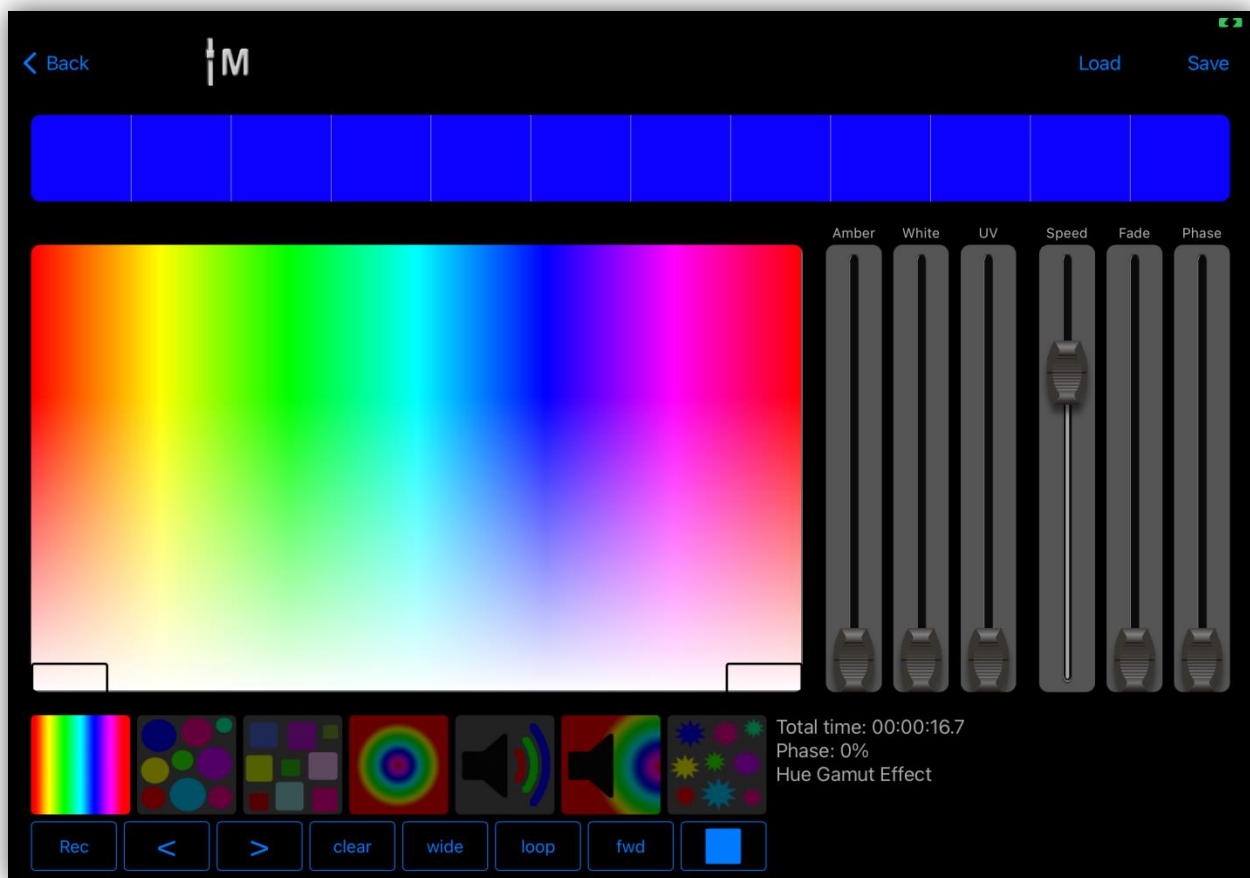 Back
M
Load
Save
Amber
White
UV
Speed
Fade
Phase
Total time: 00:00:16.7
Phase: 0%
Hue Gamut Effect
Rec
<
>
clear
wide
loop
fwd